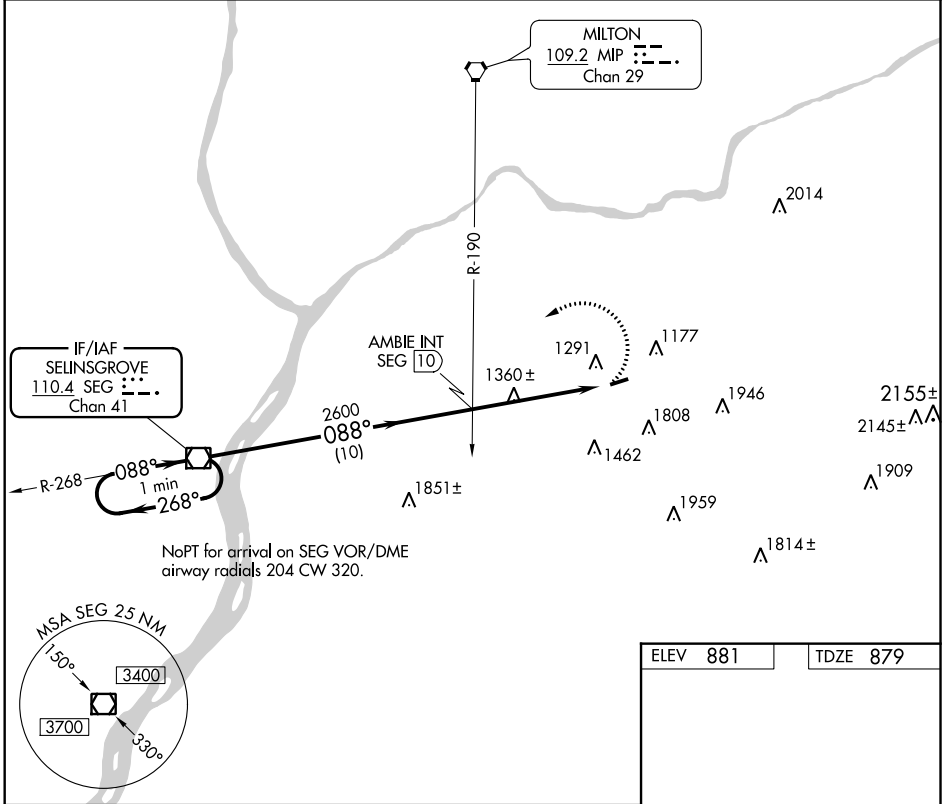 MILTON
109.2 MIP
Chan 29
2014
R-190
AMBIE INT
SEG 10
1360±
1291
1177
IF/IAF
SELINSGROVE
110.4 SEG
Chan 41
2600
088°
(10)
1946
2155±
2145±
1808
1462
R-268
088°
1 min
268°
1851±
1909
1959
1814±
NoPT for arrival on SEG VOR/DME
airway radials 204 CW 320.
MSA SEG 25 NM
150°
3400
3700
330°
ELEV 881
TDZE 879